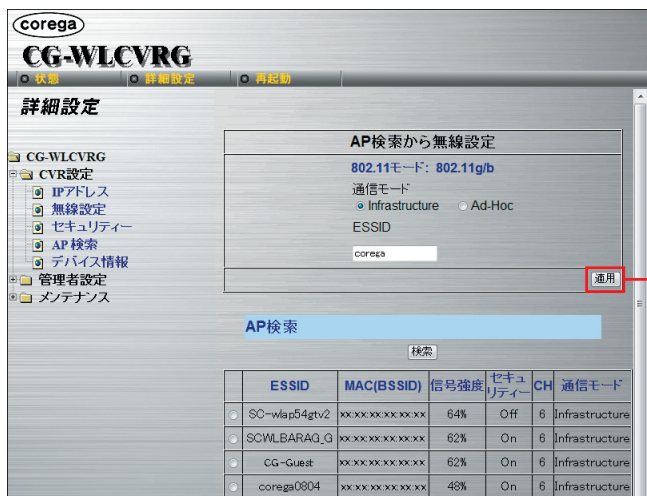 corega
CG-WLCVRG
状態 詳細設定 再起動
詳細設定
CG-WLCVRG
CVR設定
IPアドレス
無線設定
セキュリティー
AP 検索
デバイス情報
管理者設定
メンテナンス
AP検索から無線設定
802.11モード: 802.11g/b
通信モード
Infrastructure Ad-Hoc
ESSID
corega
適用
AP検索
検索
ESSID MAC(BSSID) 信号強度 セキュリティー CH 通信モード
SC-wlap54gtv2 xx:xx:xx:xx:xx:xx 64% Off 6 Infrastructure
SCWLBARAG_G xx:xx:xx:xx:xx:xx 62% On 6 Infrastructure
CG-Guest xx:xx:xx:xx:xx:xx 62% On 6 Infrastructure
corega0804 xx:xx:xx:xx:xx:xx 48% On 6 Infrastructure